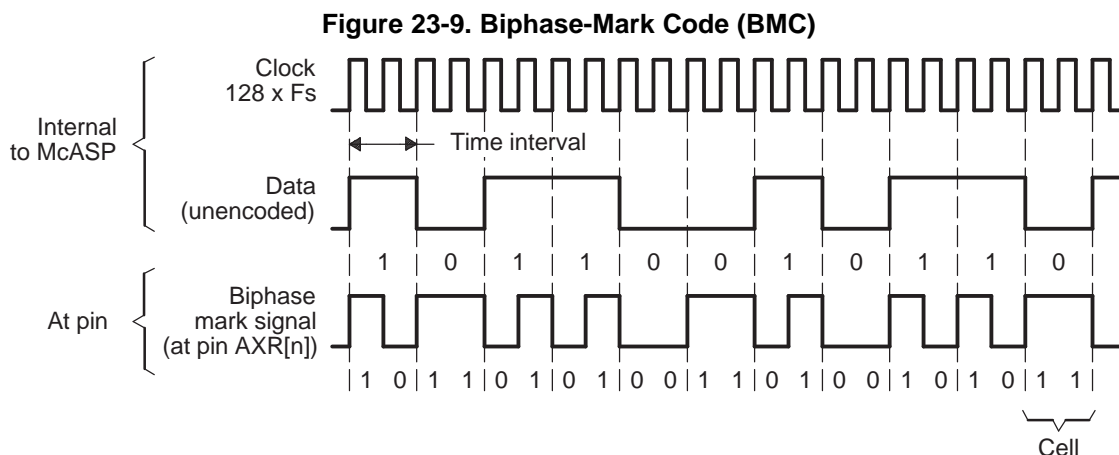 Figure 23-9. Biphase-Mark Code (BMC)
Clock
128 x Fs
Internal
to McASP
Time interval
Data
(unencoded)
1 0 1 1 0 0 1 0 1 1 0
At pin
Biphase
mark signal
(at pin AXR[n])
1 0 1 1 0 1 0 1 0 0 1 1 0 1 0 0 1 0 1 0 1 1
Cell